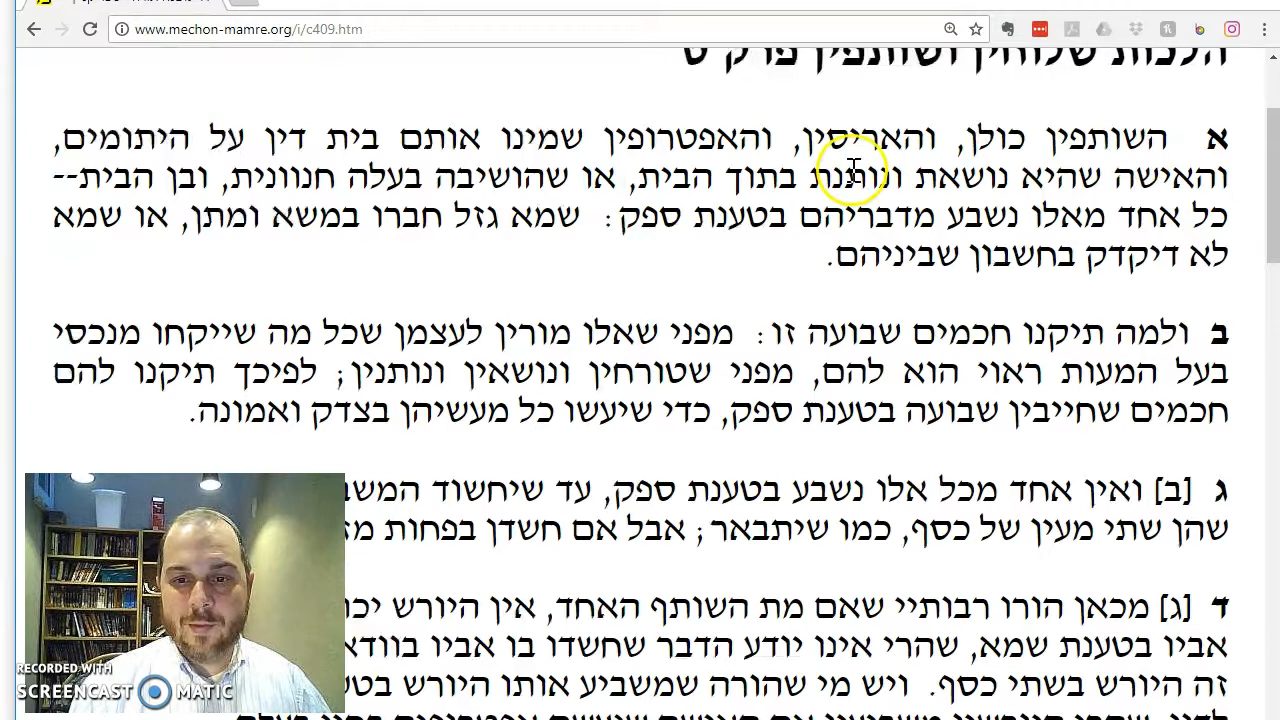 www.mechon-mamre.org/i/c409.htm
הלכות שלוחין ושותפין פרק ט
א השותפין כולן, והאריסין, והאפטרופין שמינו אותם בית דין על היתומים,
והאישה שהיא נושאת ונותנת בתוך הבית, או שהושיבה בעלה חנוונית, ובן הבית--
כל אחד מאלו נשבע מדבריהם בטענת ספק: שמא גזל חברו במשא ומתן, או שמא
לא דיקדק בחשבון שביניהם.
ב ולמה תיקנו חכמים שבועה זו: מפני שאלו מורין לעצמן שכל מה שייקחו מנכסי
בעל המעות ראוי הוא להם, מפני שטורחין ונושאין ונותנין; לפיכך תיקנו להם
חכמים שחייבין שבועה בטענת ספק, כדי שיעשו כל מעשיהן בצדק ואמונה.
ג [ב] ואין אחד מכל אלו נשבע בטענת ספק, עד שיחשוד המשב
שהן שתי מעין של כסף, כמו שיתבאר; אבל אם חשדן בפחות מז
ד [ג] מכאן הורו רבותיי שאם מת השותף האחד, אין היורש יכו
אביו בטענת שמא, שהרי אינו יודע הדבר שחשדו בו אביו בוודא
זה היורש בשתי כסף. ויש מי שהורה שמשביע אותו היורש בטע
RECORDED WITH
SCREENCAST MATIC